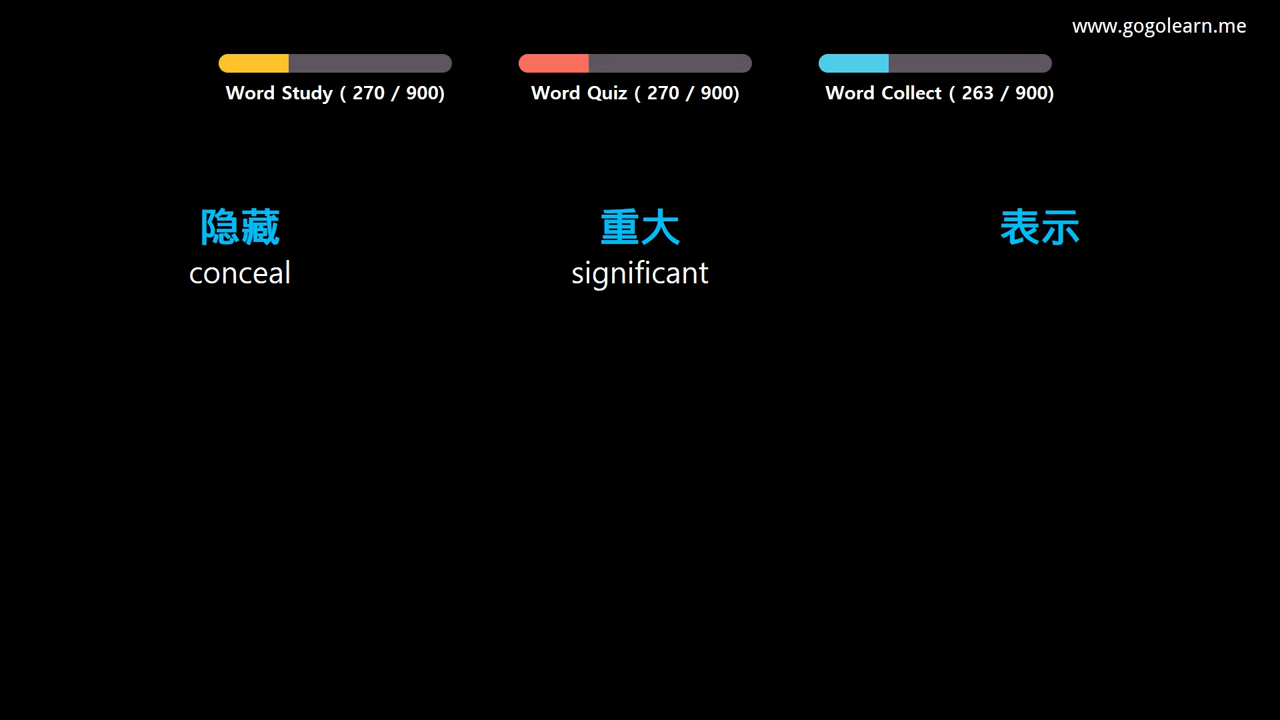 www.gogolearn.me
Word Study ( 270 / 900)
Word Quiz ( 270 / 900)
Word Collect ( 263 / 900)
隐藏
conceal
重大
significant
表示